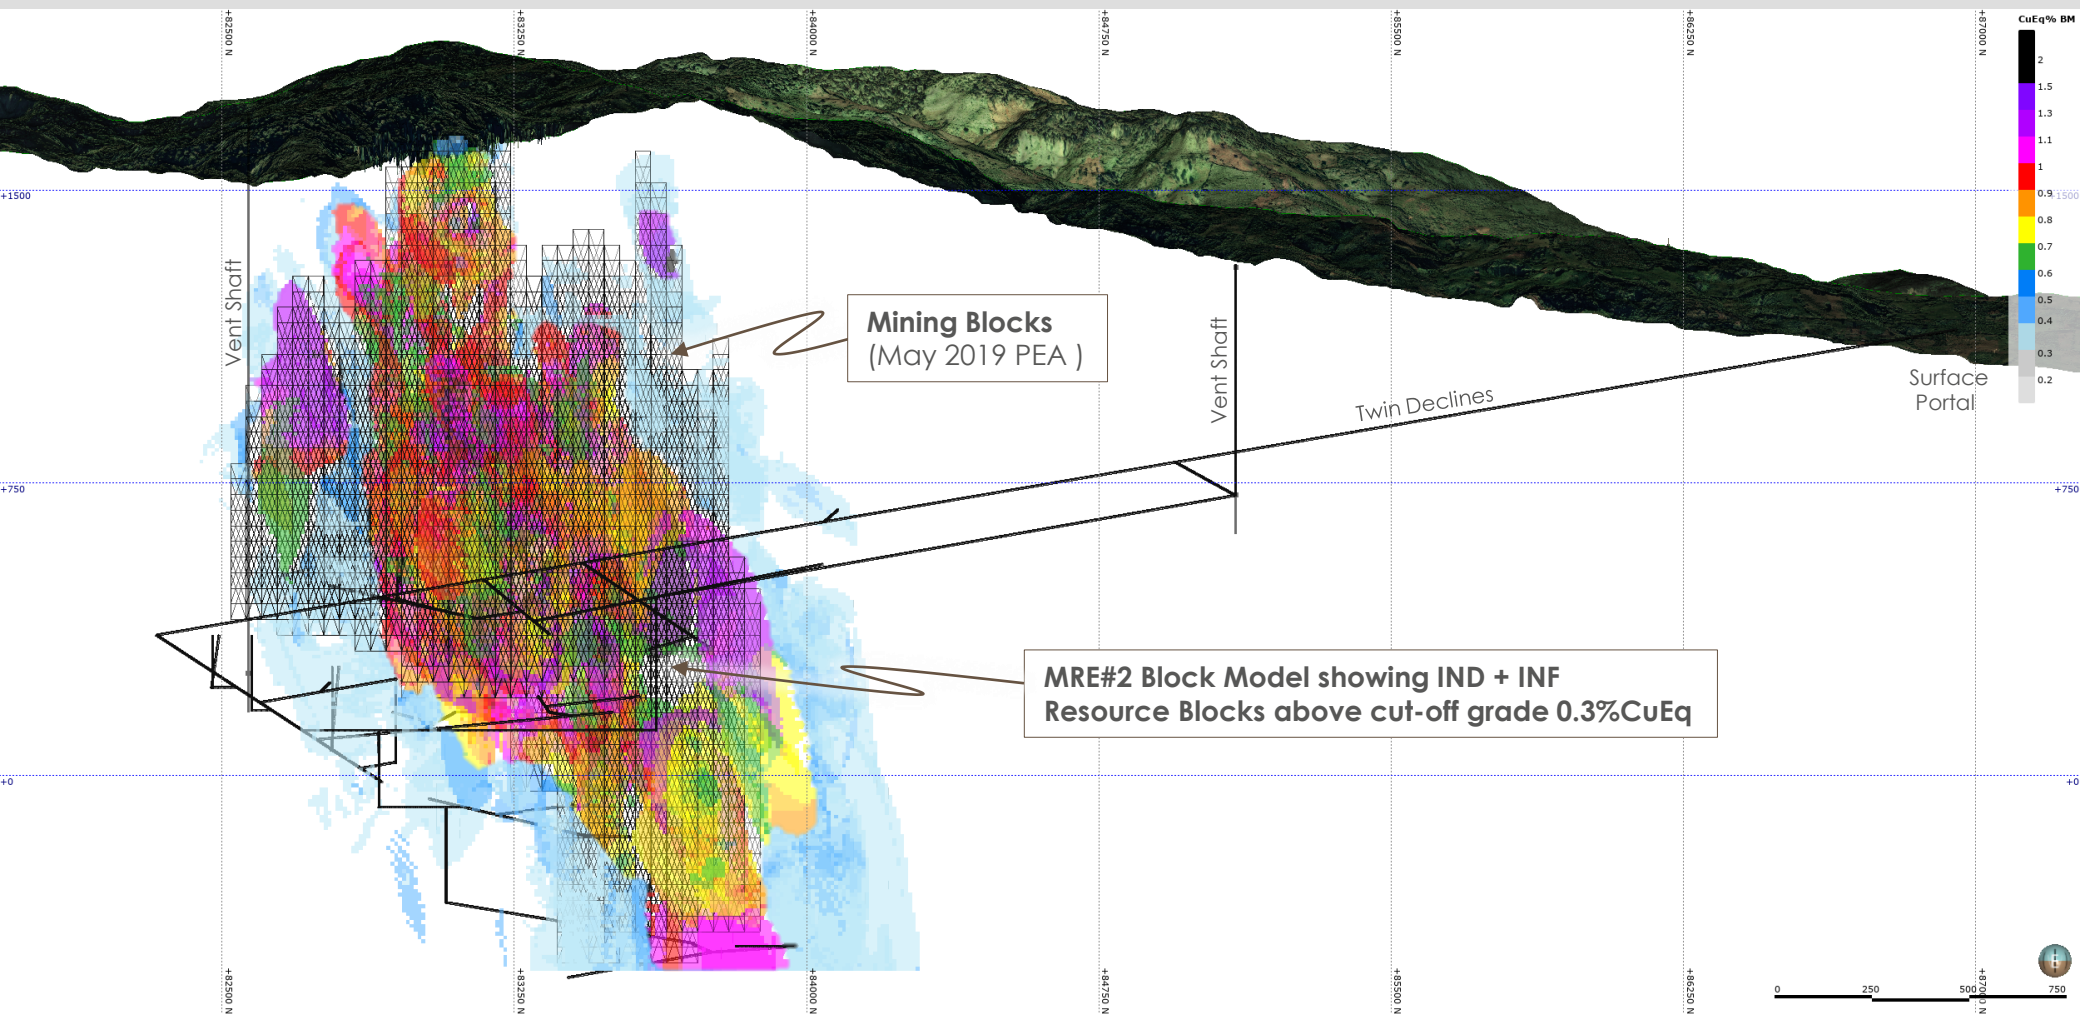 +82500 N
+83250 N
+84000 N
+84750 N
+85500 N
+86250 N
+87000 N
CuEq% BM
2
1.5
1.3
1.1
1
0.9
0.8
0.7
0.6
0.5
0.4
0.3
0.2
+1500
+1500
Vent Shaft
Mining Blocks
(May 2019 PEA )
Vent Shaft
Twin Declines
Surface
Portal
+750
+750
MRE#2 Block Model showing IND + INF
Resource Blocks above cut-off grade 0.3%CuEq
+0
+0
+82500 N
+83250 N
+84000 N
+84750 N
+85500 N
+86250 N
+87000 N
0
250
500
750